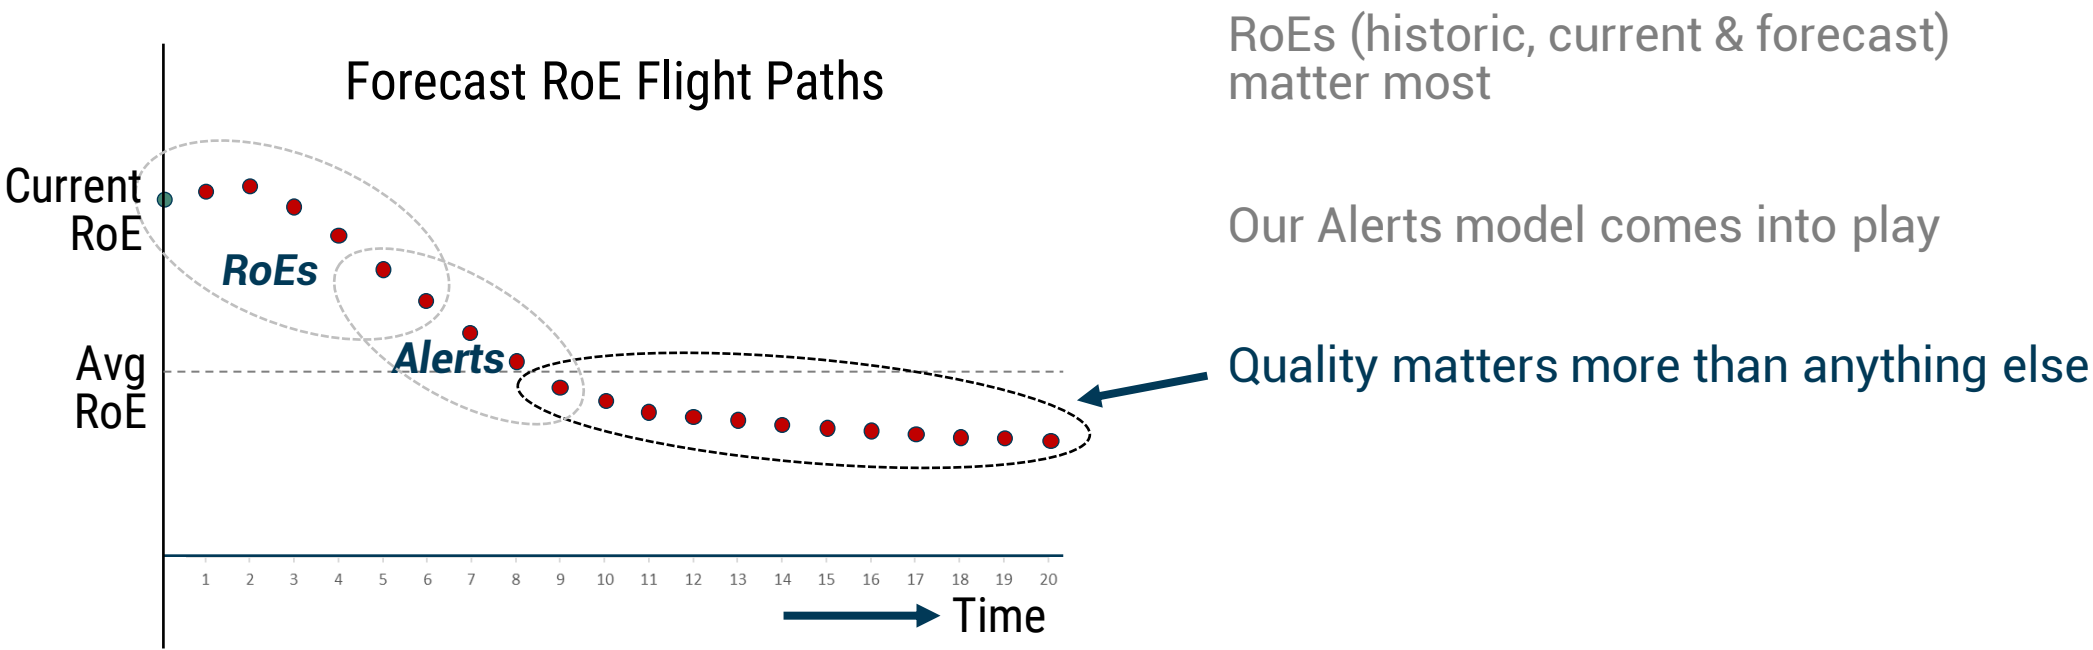 Forecast RoE Flight Paths
Current
RoE
RoEs
Alerts
Avg
RoE
1 2 3 4 5 6 7 8 9 10 11 12 13 14 15 16 17 18 19 20
Time
RoEs (historic, current & forecast)
matter most
Our Alerts model comes into play
Quality matters more than anything else